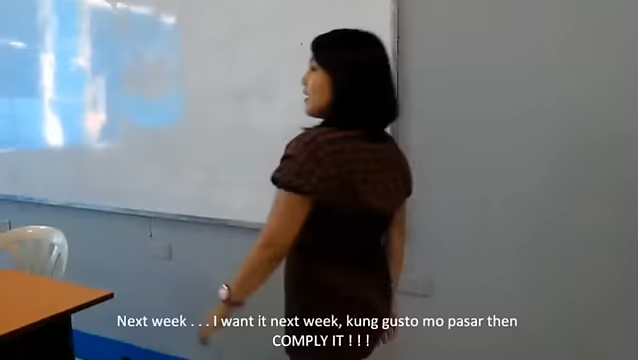 Next week . . . I want it next week, kung gusto mo pasar then
COMPLY IT ! ! !